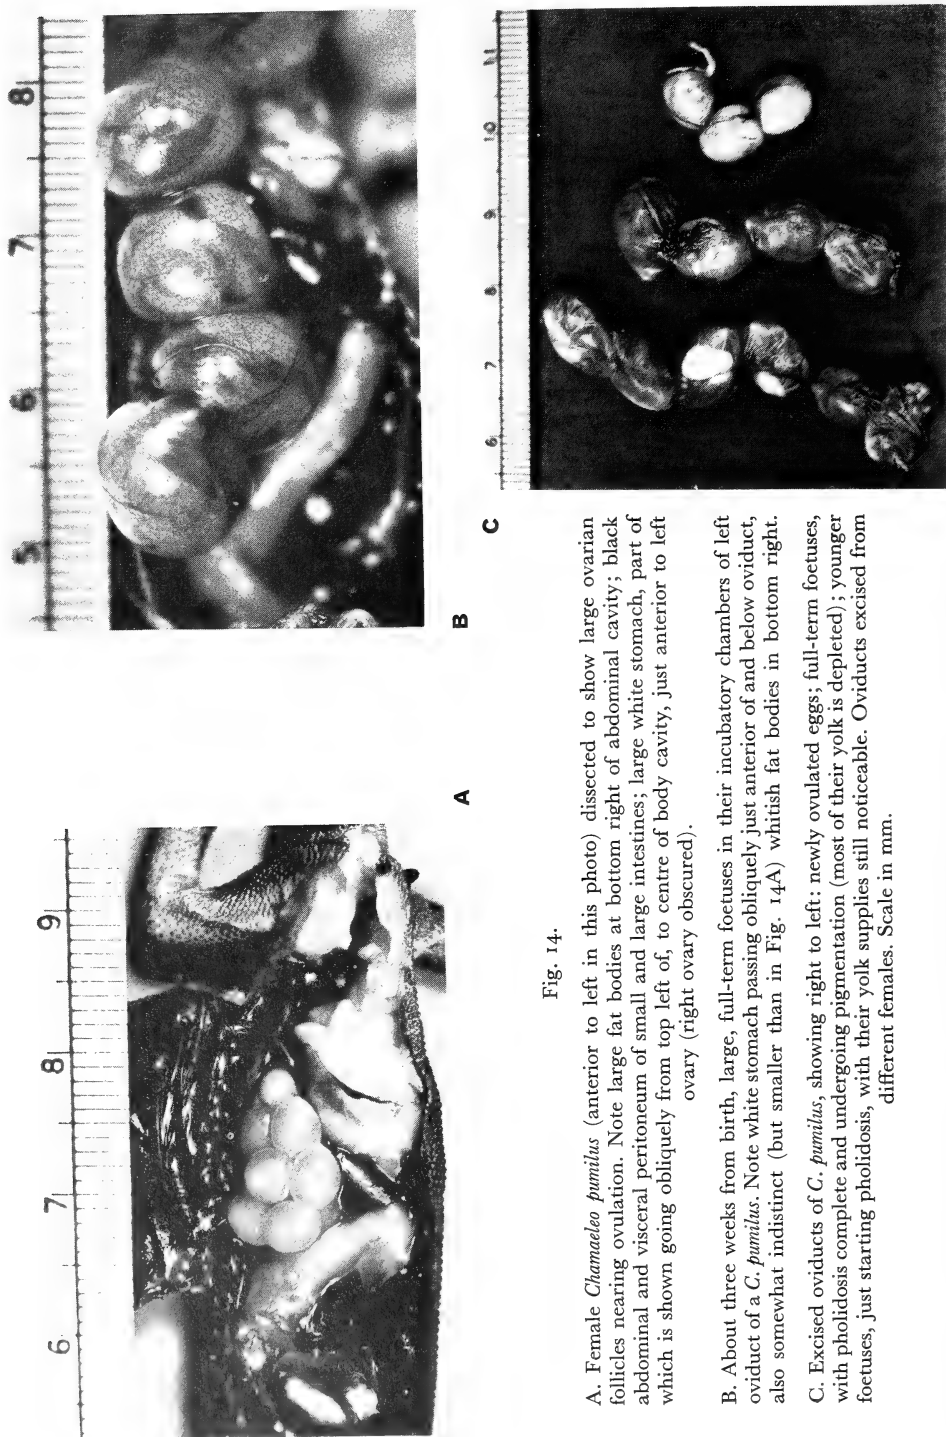 6 7 8 9
A
5 6 7 8
B
6 7 8 9 10 11
C
Fig. 14.
A. Female Chamaeleo pumilus (anterior to left in this photo) dissected to show large ovarian
follicles nearing ovulation. Note large fat bodies at bottom right of abdominal cavity; black
abdominal and visceral peritoneum of small and large intestines; large white stomach, part of
which is shown going obliquely from top left of, to centre of body cavity, just anterior to left
ovary (right ovary obscured).
B. About three weeks from birth, large, full-term foetuses in their incubatory chambers of left
oviduct of a C. pumilus. Note white stomach passing obliquely just anterior of and below oviduct,
also somewhat indistinct (but smaller than in Fig. 14A) whitish fat bodies in bottom right.
C. Excised oviducts of C. pumilus, showing right to left: newly ovulated eggs; full-term foetuses,
with pholidosis complete and undergoing pigmentation (most of their yolk is depleted); younger
foetuses, just starting pholidosis, with their yolk supplies still noticeable. Oviducts excised from
different females. Scale in mm.